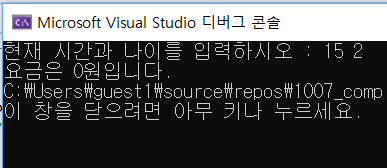 Microsoft Visual Studio 디버그 콘솔
현재 시간과 나이를 입력하시오 : 15 2
요금은 0원입니다.
C:₩Users₩guest1₩source₩repos₩1007_comp
이 창을 닫으려면 아무 키나 누르세요.